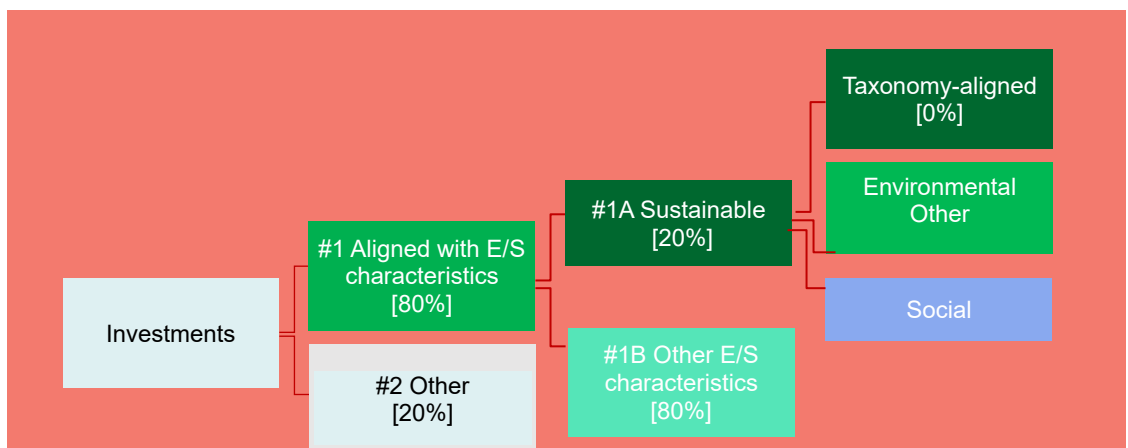 Investments
#1 Aligned with E/S
characteristics
[80%]
#2 Other
[20%]
#1A Sustainable
[20%]
#1B Other E/S
characteristics
[80%]
Taxonomy-aligned
[0%]
Environmental
Other
Social